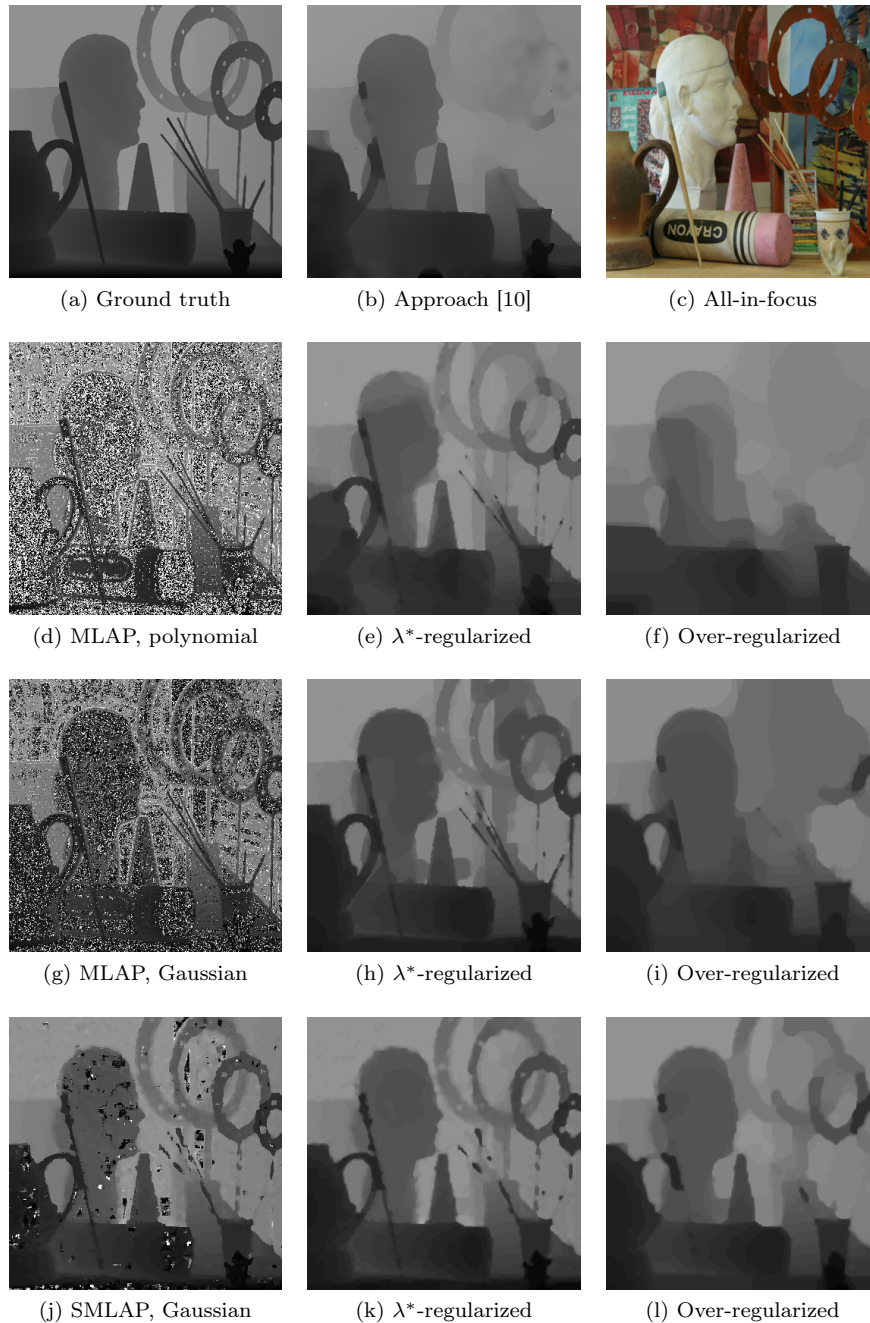 CRAYON
(a) Ground truth
(b) Approach [10]
(c) All-in-focus
(d) MLAP, polynomial
(e) λ*-regularized
(f) Over-regularized
(g) MLAP, Gaussian
(h) λ*-regularized
(i) Over-regularized
(j) SMLAP, Gaussian
(k) λ*-regularized
(l) Over-regularized